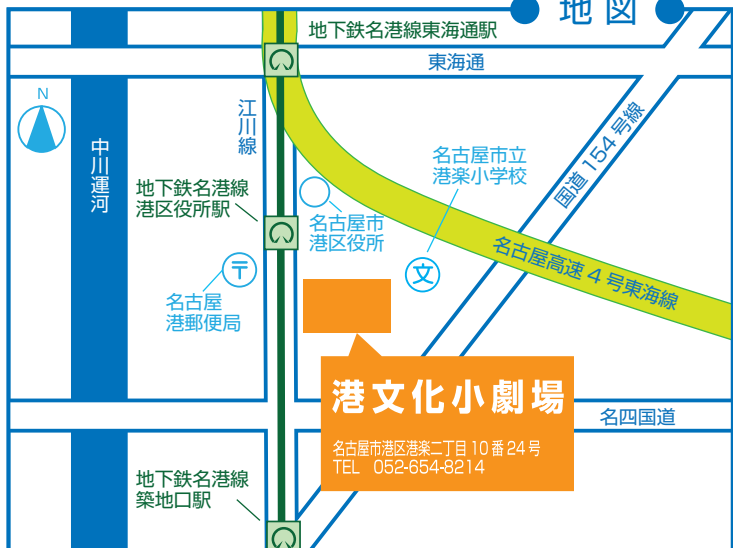 ● 地図 ●
地下鉄名港線東海通駅
東海通
N
江川線
中川運河
国道154号線
名古屋市立
港楽小学校
地下鉄名港線
港区役所駅
名古屋市
港区役所
名古屋高速4号東海線
〒
文
名古屋
港郵便局
港文化小劇場
名四国道
名古屋市港区港楽二丁目10番24号
TEL 052-654-8214
地下鉄名港線
築地口駅